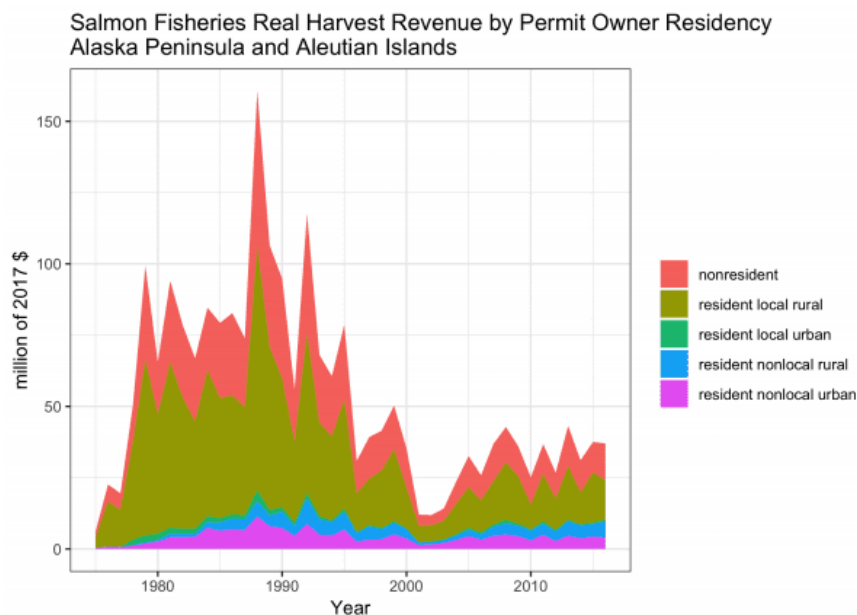 Salmon Fisheries Real Harvest Revenue by Permit Owner Residency
Alaska Peninsula and Aleutian Islands
150
100
50
0
million of 2017 $
1980
1990
2000
2010
Year
nonresident
resident local rural
resident local urban
resident nonlocal rural
resident nonlocal urban